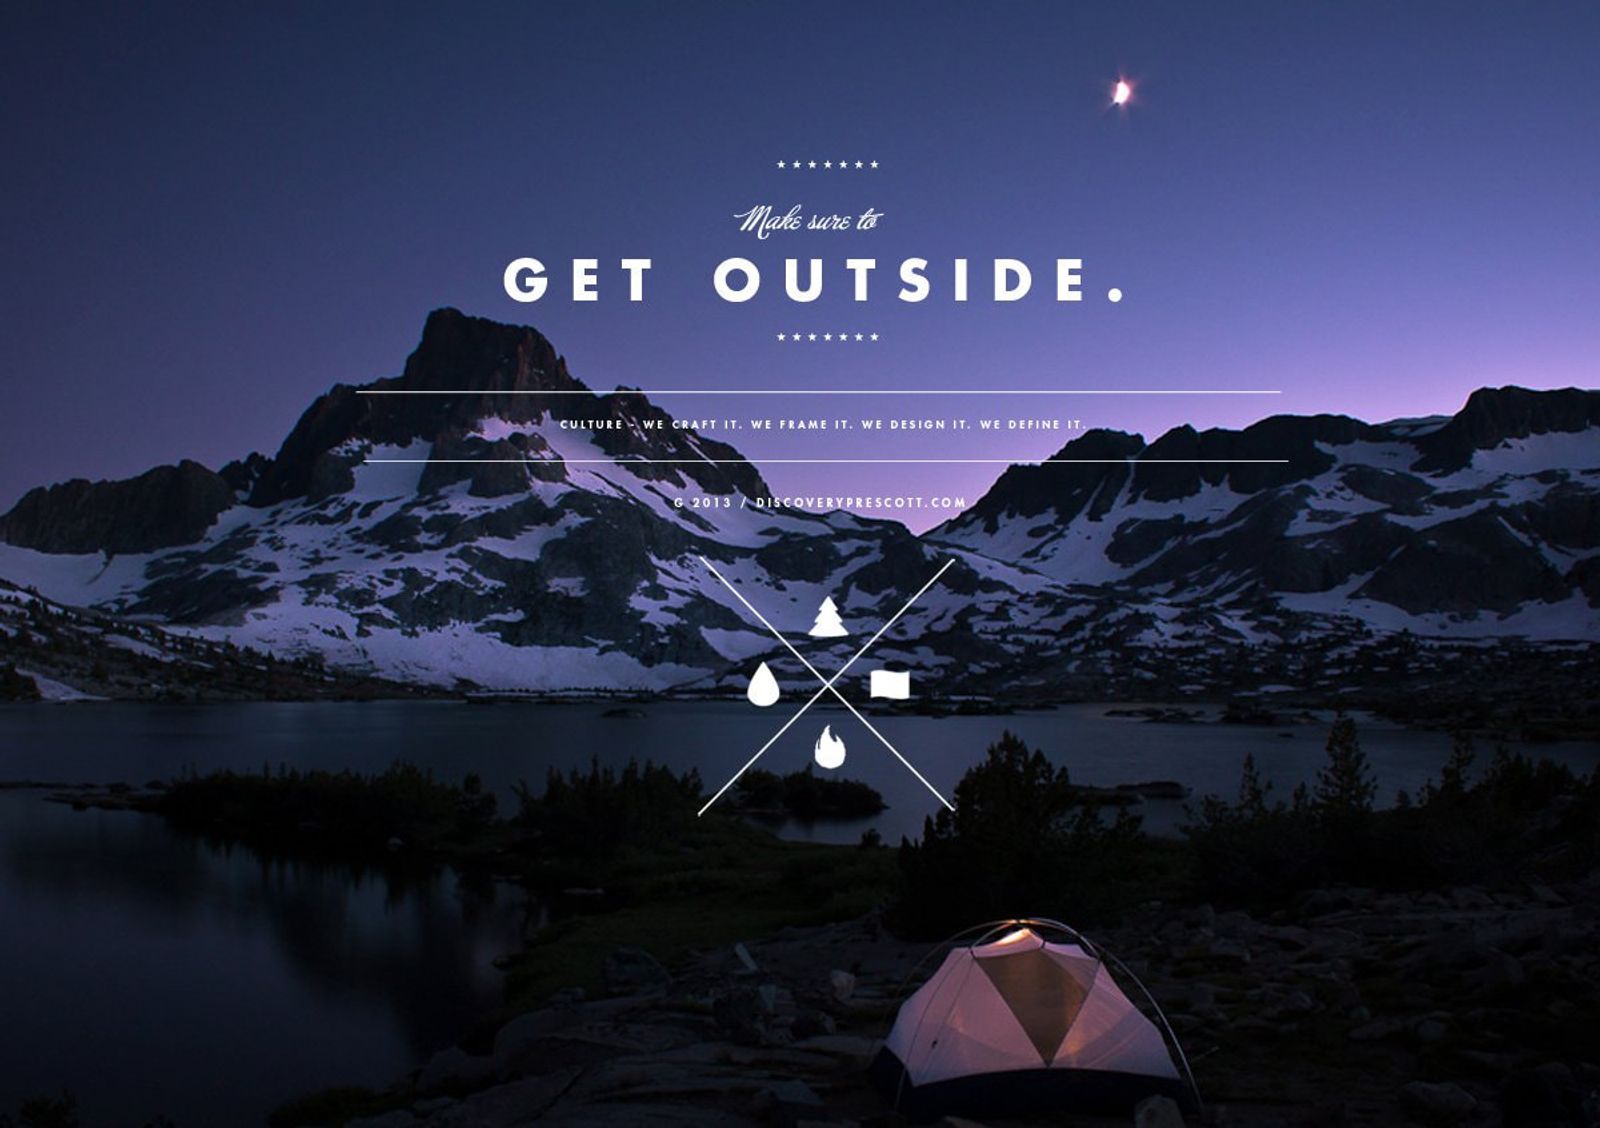 Make sure to
GET OUTSIDE.
CULTURE - WE CRAFT IT. WE FRAME IT. WE DESIGN IT. WE DEFINE IT.
G 2013 / DISCOVERYPRESCOTT.COM